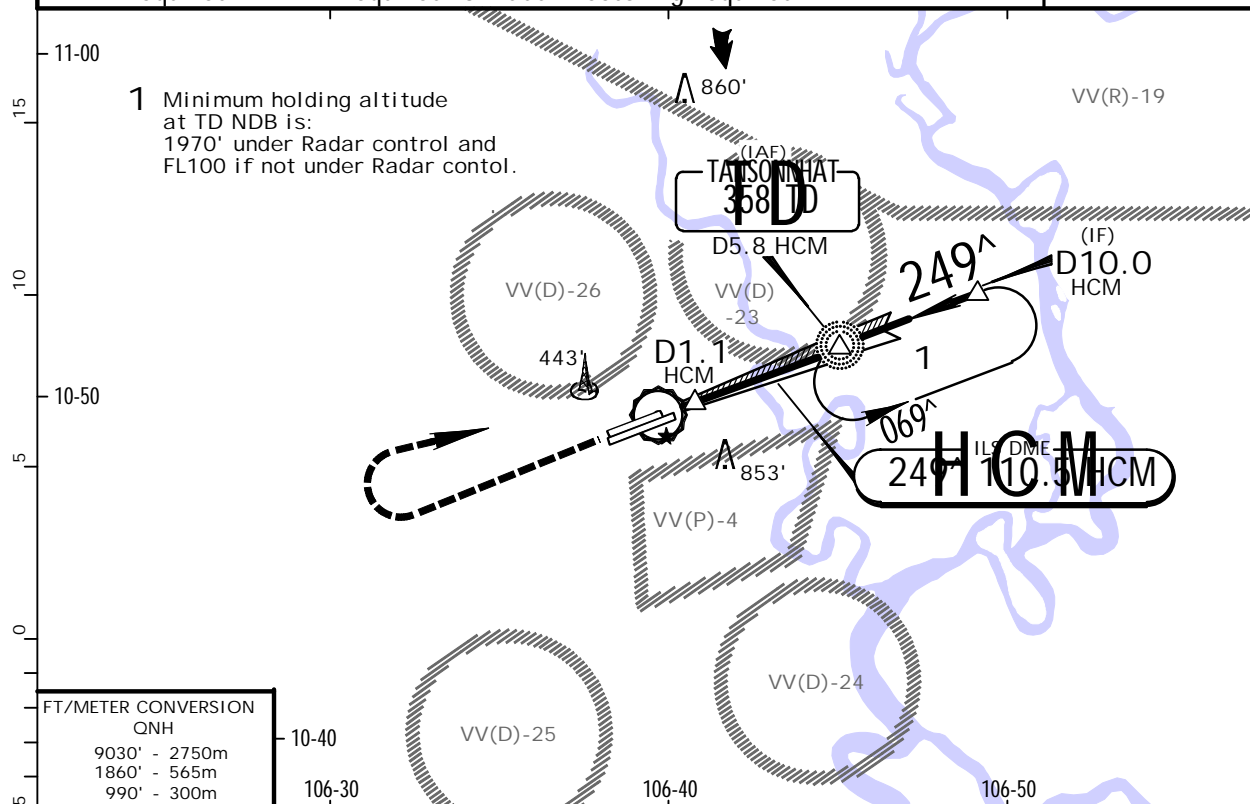 11-00
1 Minimum holding altitude
at TD NDB is:
1970' under Radar control and
FL100 if not under Radar contol.
860'
VV(R)-19
(IAF)
TANSONNHAT
TD
358 TD
D5.8 HCM
249^
(IF)
D10.0
HCM
VV(D)-26
VV(D)
-23
443'
D1.1
HCM
1
069^
10-50
ILS DME
HCM
249^ 110.5 HCM
853'
VV(P)-4
VV(D)-24
VV(D)-25
15
10
5
0
5
FT/METER CONVERSION
QNH
9030' - 2750m
1860' - 565m
990' - 300m
10-40
106-30
106-40
106-50